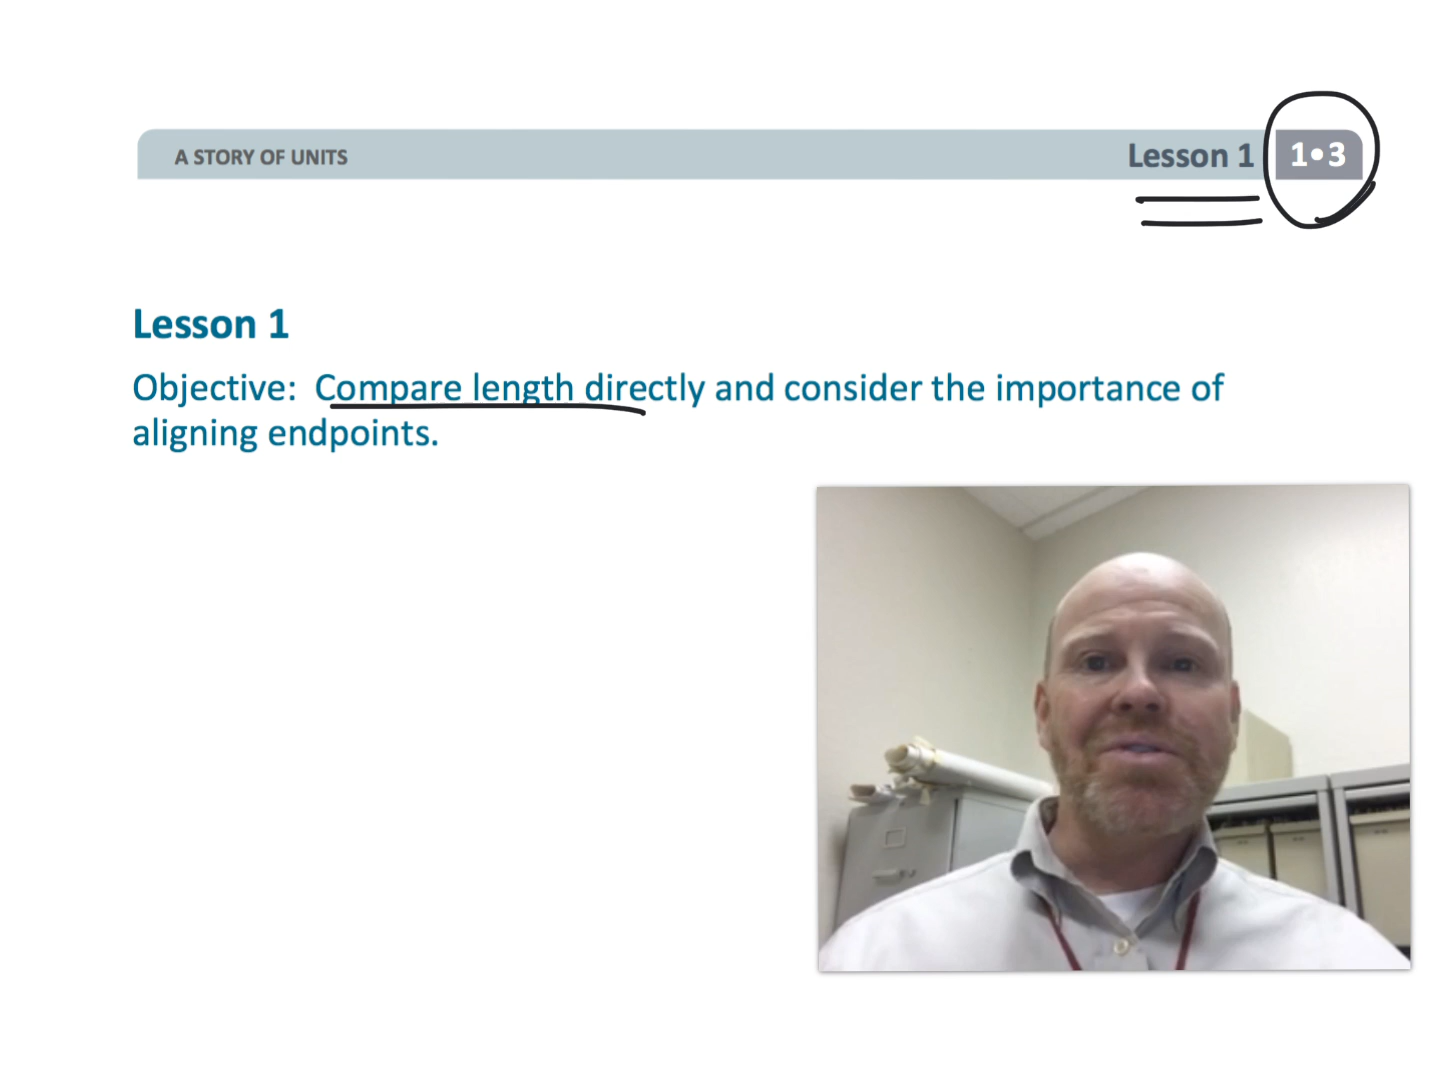 A STORY OF UNITS
Lesson 1
1•3
Lesson 1
Objective: Compare length directly and consider the importance of
aligning endpoints.